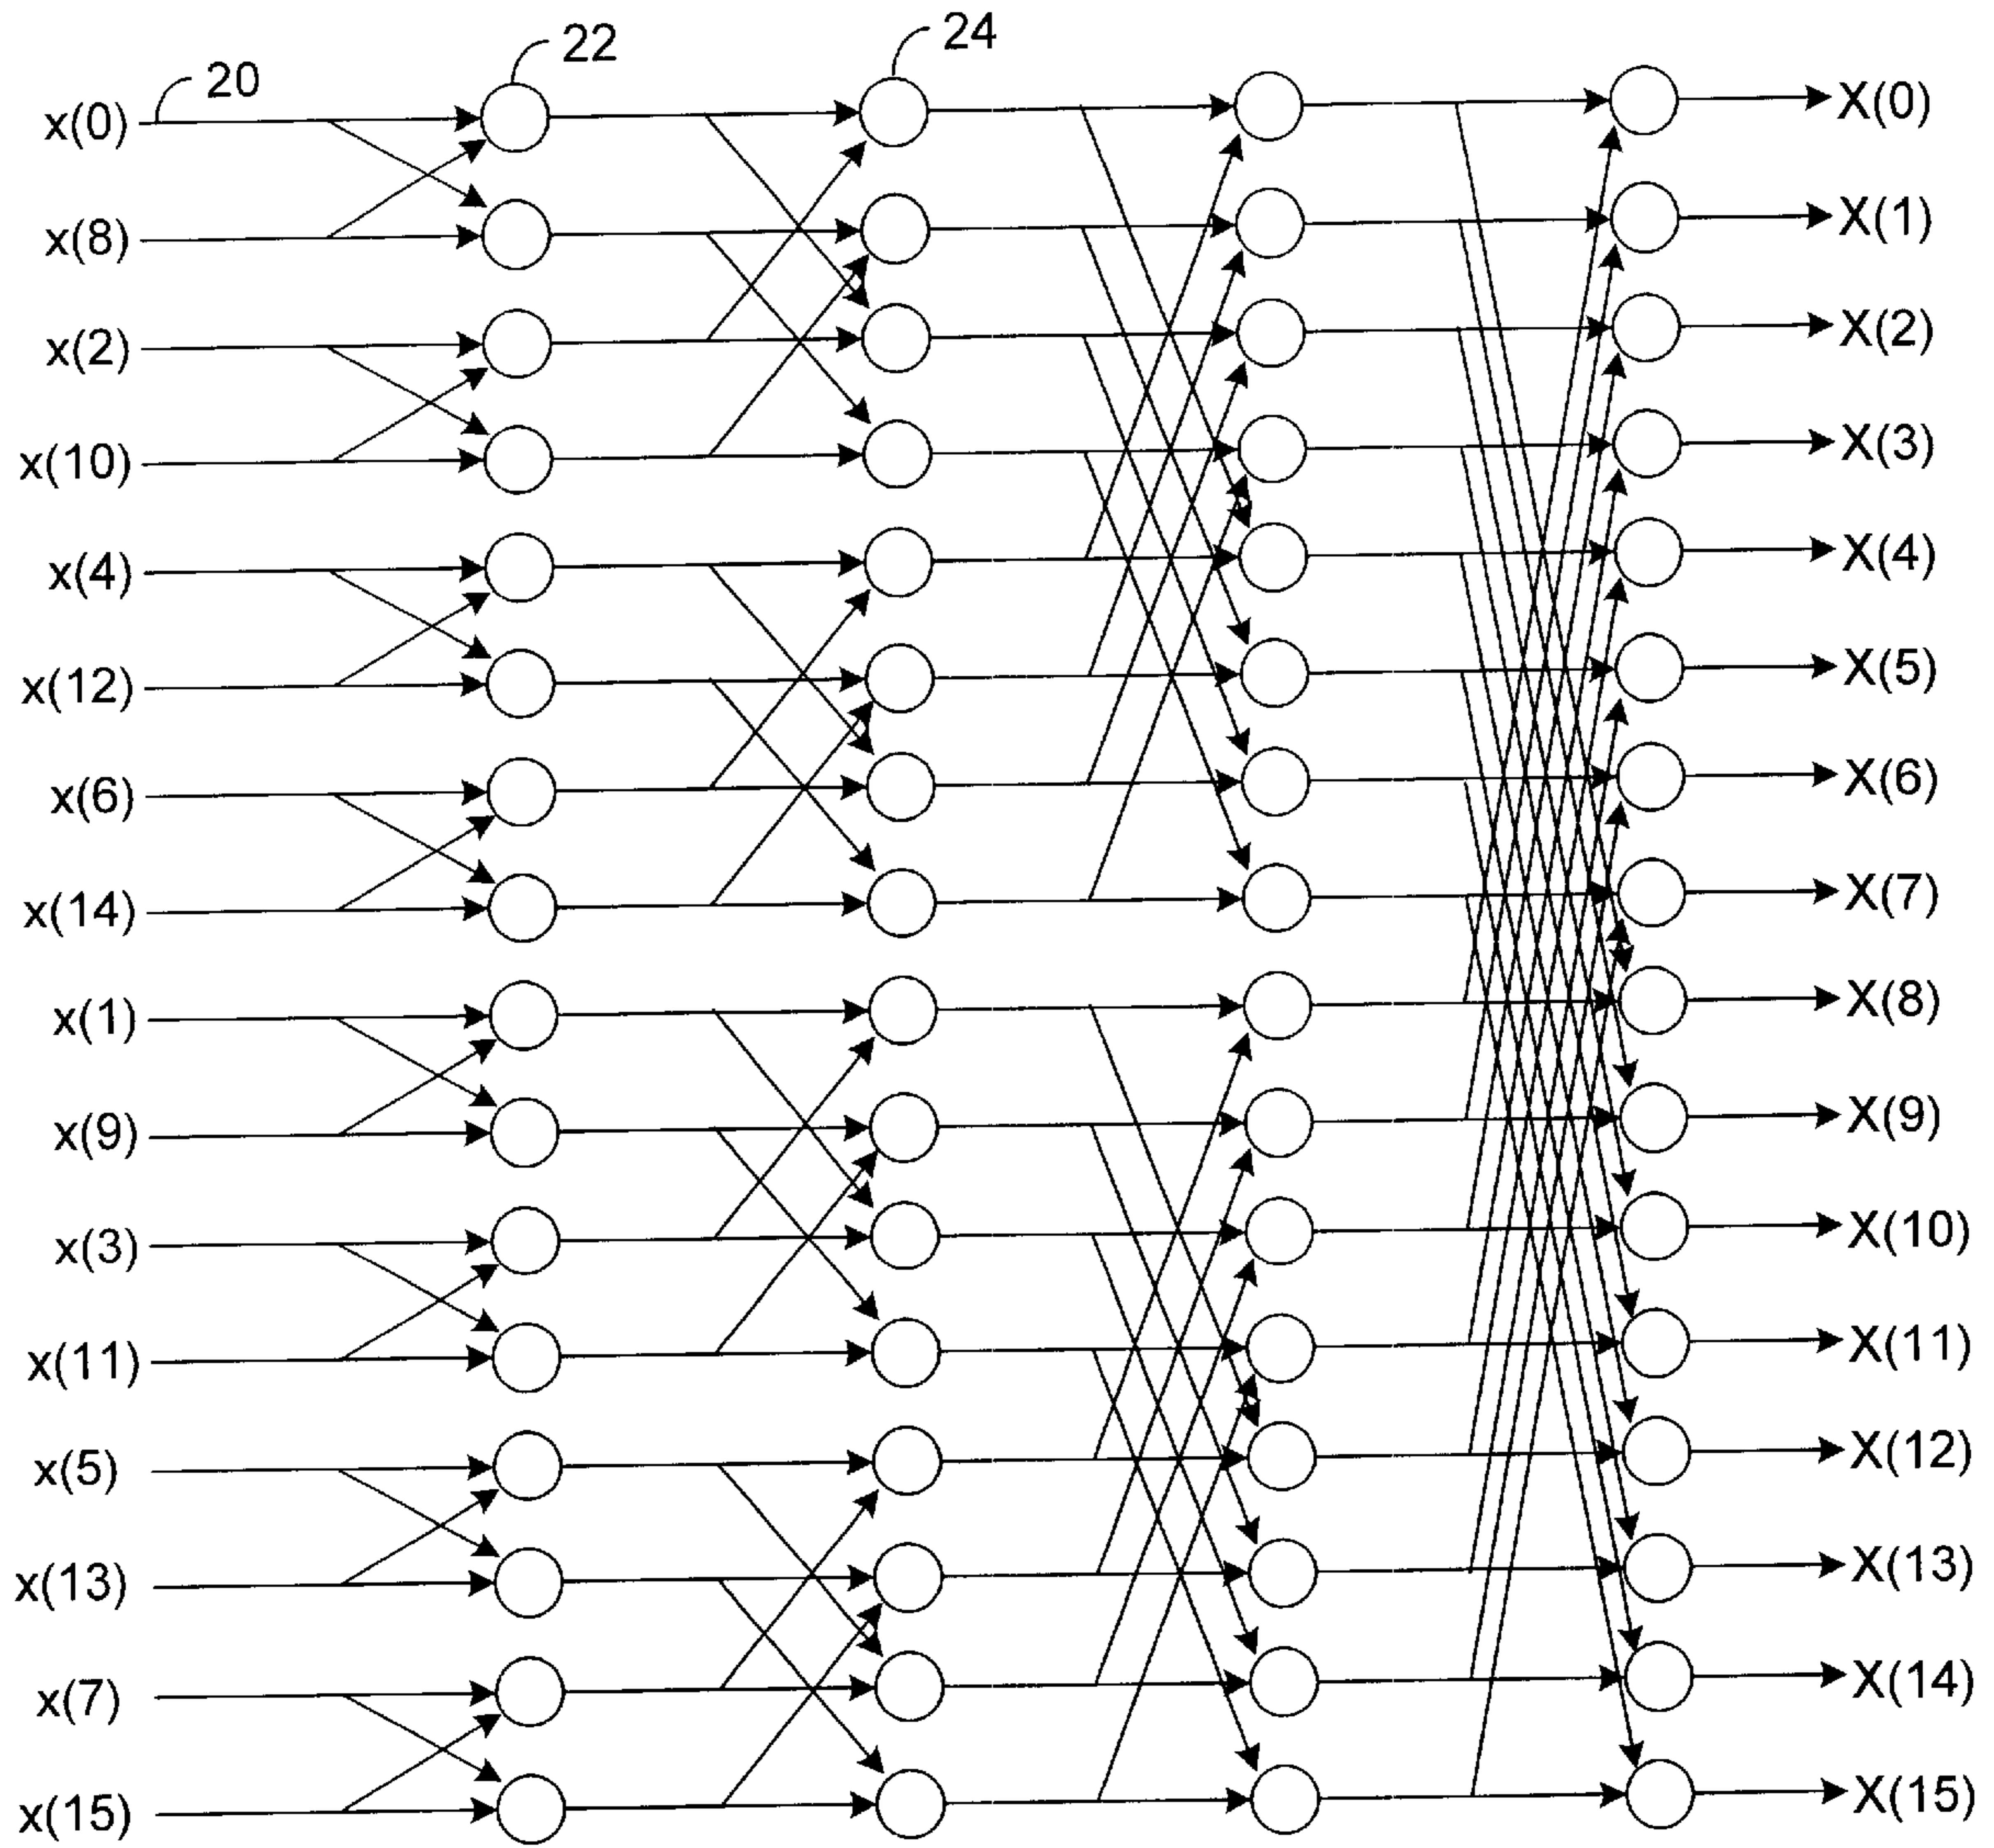 20
22
24
x(0)
X(0)
x(8)
X(1)
x(2)
X(2)
x(10)
X(3)
x(4)
X(4)
x(12)
X(5)
x(6)
X(6)
x(14)
X(7)
x(1)
X(8)
x(9)
X(9)
x(3)
X(10)
x(11)
X(11)
x(5)
X(12)
x(13)
X(13)
x(7)
X(14)
x(15)
X(15)